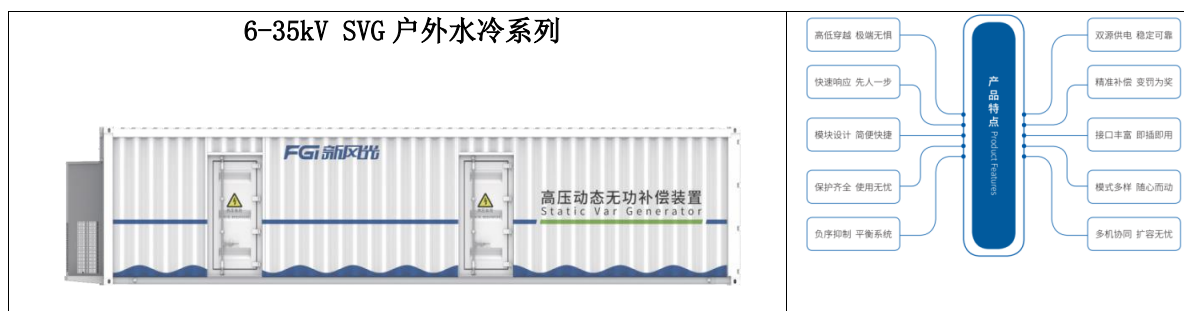 6-35kV SVG 户外水冷系列
FGI 新风光
高压动态无功补偿装置
Static Var Generator
高低穿越 极端无惧
快速响应 先人一步
模块设计 简便快捷
保护齐全 使用无忧
负序抑制 平衡系统
产品特点 Product Features
双源供电 稳定可靠
精准补偿 变罚为奖
接口丰富 即插即用
模式多样 随心而动
多机协同 扩容无忧